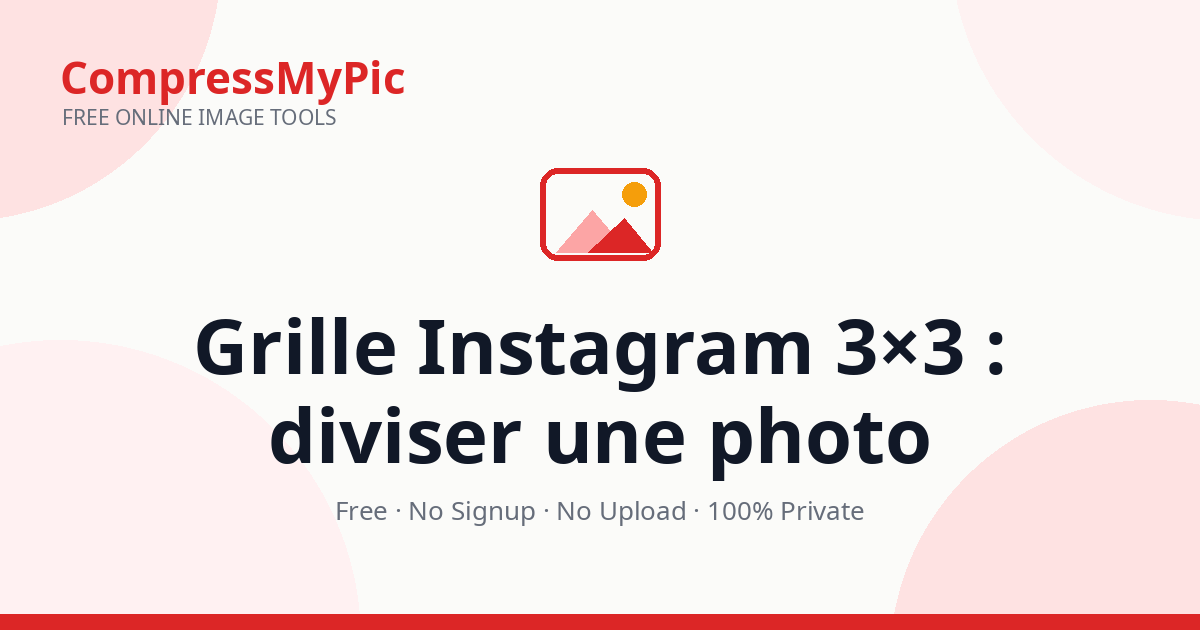 CompressMyPic
FREE ONLINE IMAGE TOOLS
Grille Instagram 3×3 :
diviser une photo
Free · No Signup · No Upload · 100% Private